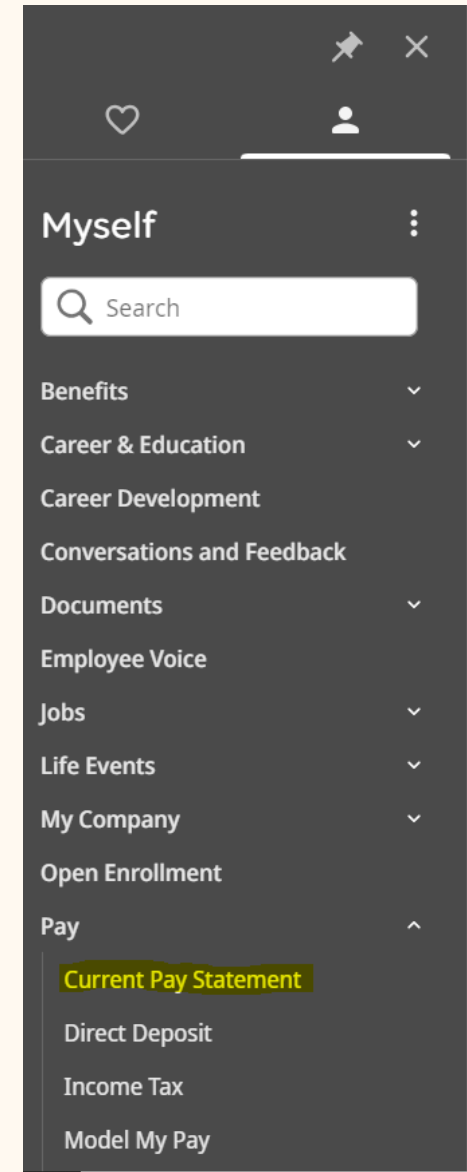 Myself
Search
Benefits
Career & Education
Career Development
Conversations and Feedback
Documents
Employee Voice
Jobs
Life Events
My Company
Open Enrollment
Pay
Current Pay Statement
Direct Deposit
Income Tax
Model My Pay